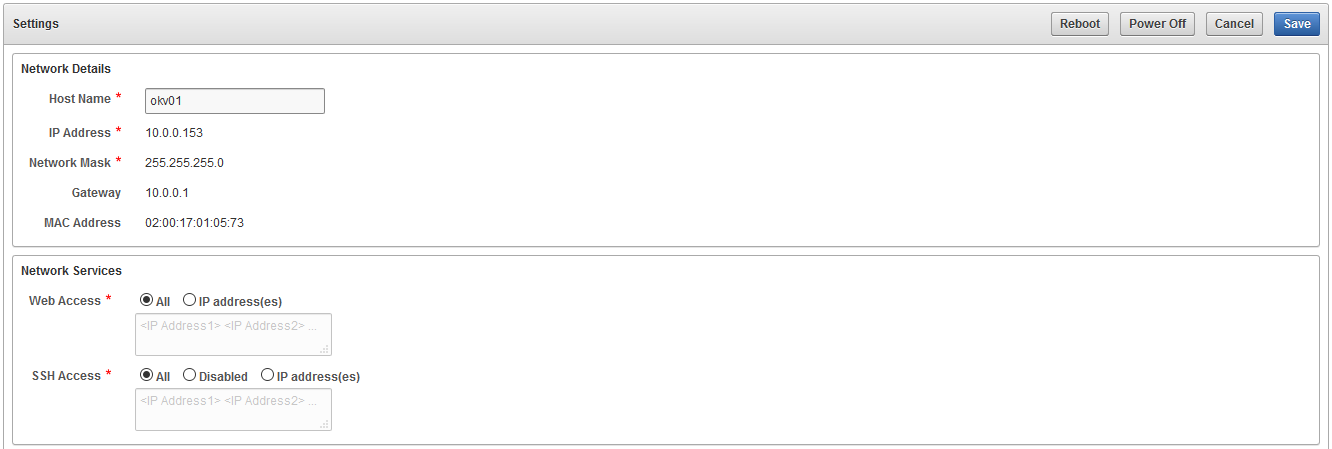 Settings Reboot Power Off Cancel Save
Network Details
Host Name * okv01
IP Address * 10.0.0.153
Network Mask * 255.255.255.0
Gateway 10.0.0.1
MAC Address 02:00:17:01:05:73
Network Services
Web Access * All IP address(es)
<IP Address1> <IP Address2> ...
SSH Access * All Disabled IP address(es)
<IP Address1> <IP Address2> ...